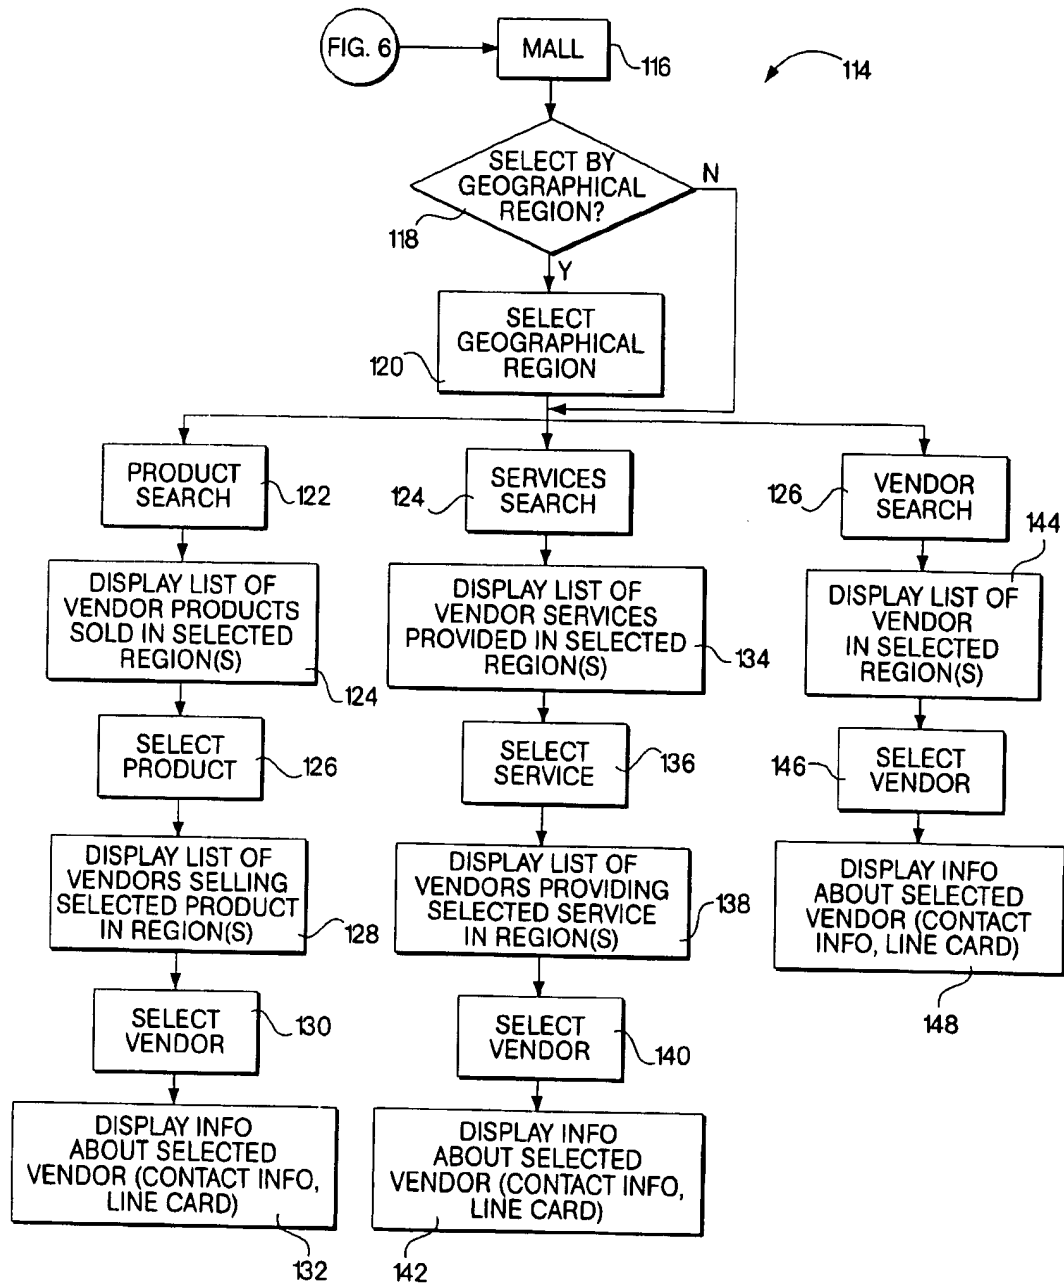 FIG. 6
MALL
116
114
SELECT BY
GEOGRAPHICAL
REGION?
N
118
Y
SELECT
GEOGRAPHICAL
REGION
120
PRODUCT
SEARCH
122
DISPLAY LIST OF
VENDOR PRODUCTS
SOLD IN SELECTED
REGION(S)
124
SELECT
PRODUCT
126
DISPLAY LIST OF
VENDORS SELLING
SELECTED PRODUCT
IN REGION(S)
128
SELECT
VENDOR
130
DISPLAY INFO
ABOUT SELECTED
VENDOR (CONTACT INFO,
LINE CARD)
132
SERVICES
SEARCH
124
DISPLAY LIST OF
VENDOR SERVICES
PROVIDED IN SELECTED
REGION(S)
134
SELECT
SERVICE
136
DISPLAY LIST OF
VENDORS PROVIDING
SELECTED SERVICE
IN REGION(S)
138
SELECT
VENDOR
140
DISPLAY INFO
ABOUT SELECTED
VENDOR (CONTACT INFO,
LINE CARD)
142
VENDOR
SEARCH
126
144
DISPLAY LIST OF
VENDOR
IN SELECTED
REGION(S)
SELECT
VENDOR
146
DISPLAY INFO
ABOUT SELECTED
VENDOR (CONTACT
INFO, LINE CARD)
148